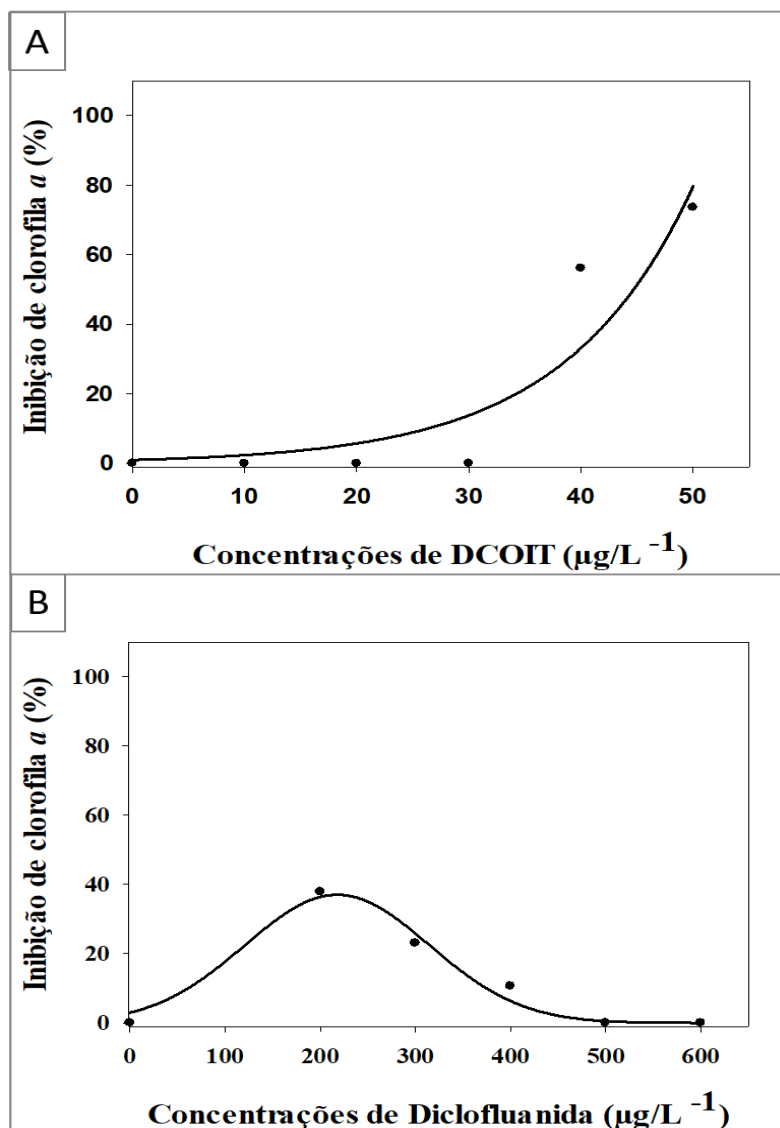 A
Inibição de clorofila a (%)
100
80
60
40
20
0
0 10 20 30 40 50
Concentrações de DCOIT (µg/L ⁻¹)
B
Inibição de clorofila a (%)
100
80
60
40
20
0
0 100 200 300 400 500 600
Concentrações de Diclofluanida (µg/L ⁻¹)